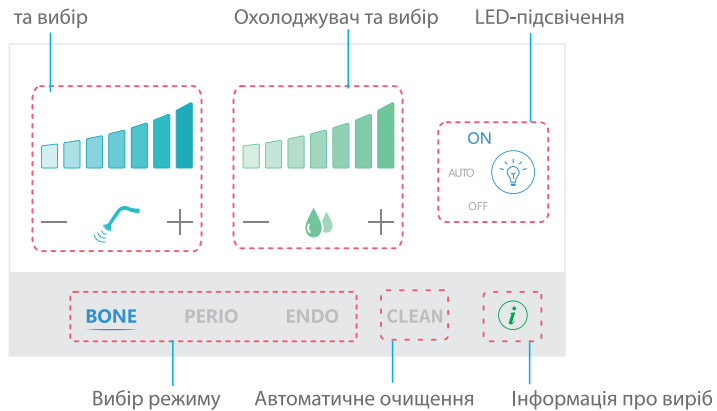 та вибір
Охолоджувач та вибір
LED-підсвічення
ON
AUTO
OFF
BONE PERIO ENDO CLEAN i
Вибір режиму
Автоматичне очищення
Інформація про виріб